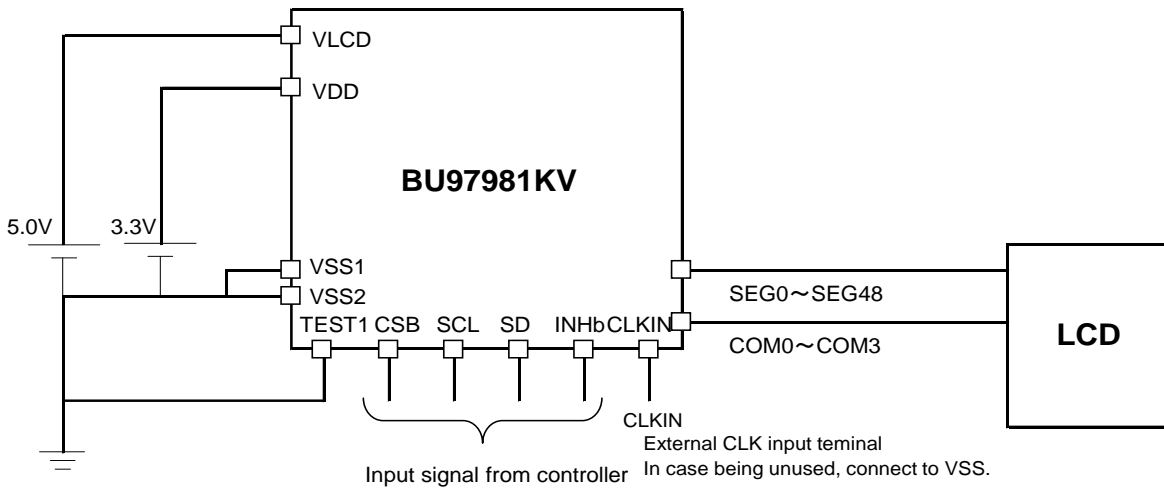 VLCD
VDD
BU97981KV
5.0V
3.3V
VSS1
VSS2
TEST1 CSB SCL SD INHb CLKIN
SEG0～SEG48
COM0～COM3
LCD
CLKIN
External CLK input teminal
In case being unused, connect to VSS.
Input signal from controller